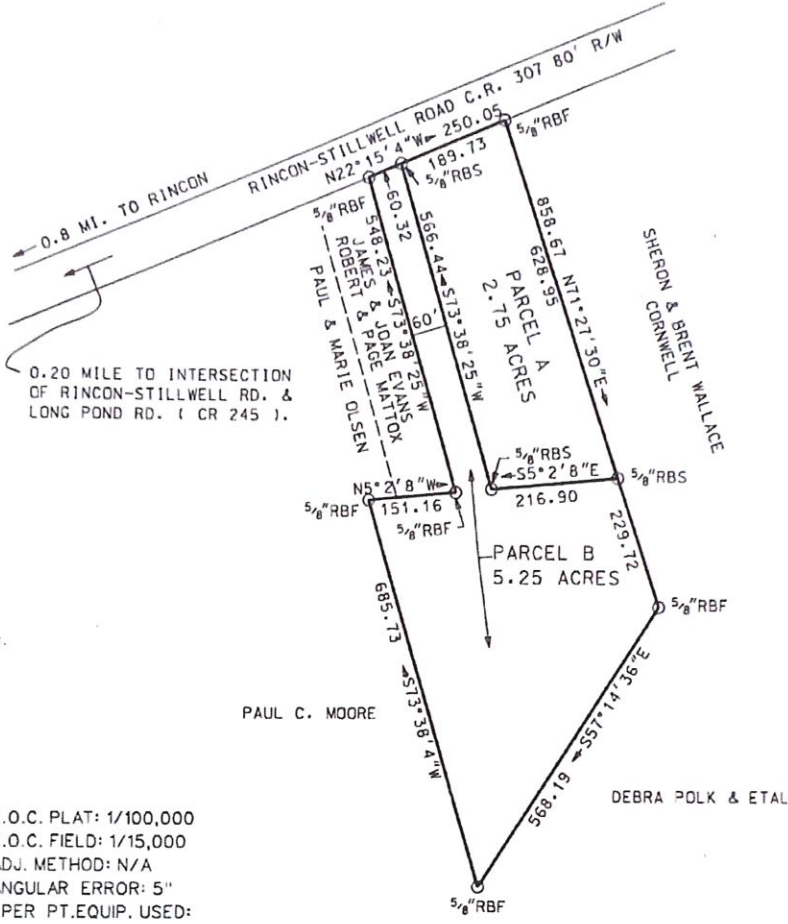 RINCON-STILLWELL ROAD C.R. 307 80' R/W
0.8 MI. TO RINCON
N22°15'4"W 250.05
189.73
60.32
5/8"RBF
5/8"RBS
5/8"RBF
548.23 S73°38'25"W
566.44 S73°38'25"W
60'
858.67 N71°27'30"E
628.95
PARCEL A
2.75 ACRES
JAMES & JOAN EVANS
ROBERT & PAGE MATTOX
PAUL & MARIE OLSEN
SHERON & BRENT WALLACE
CORNWELL
0.20 MILE TO INTERSECTION
OF RINCON-STILLWELL RD. &
LONG POND RD. ( CR 245 ).
5/8"RBS
S5°2'8"E
216.90
5/8"RBS
N5°2'8"W
151.16
5/8"RBF
5/8"RBF
229.72
PARCEL B
5.25 ACRES
5/8"RBF
685.73 S73°38'4"W
568.19 S57°14'36"E
PAUL C. MOORE
DEBRA POLK & ETAL
5/8"RBF
.O.C. PLAT: 1/100,000
.O.C. FIELD: 1/15,000
ADJ. METHOD: N/A
NGULAR ERROR: 5"
PER PT.EQUIP. USED: